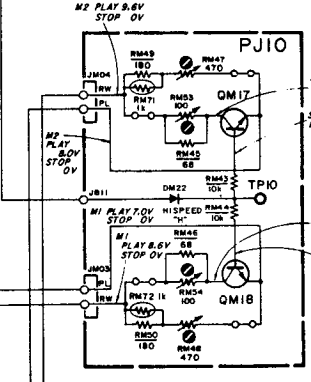 M2 PLAY 9.6V
STOP 0V
PJ10
RM49
180
RM47
470
JM04
RW
PL
RM71
1k
RM53
100
QM17
M2
PLAY
8.0V
STOP
0V
RM45
68
RM43
10k
DM22
TP10
J811
HISPEED
"H"
RM44
10k
M1 PLAY 7.0V
STOP 0V
M1
PLAY 8.6V
STOP 0V
RM46
68
JM03
PL
RW
RM54
100
QM18
RM72 1k
RM50
180
RM48
470